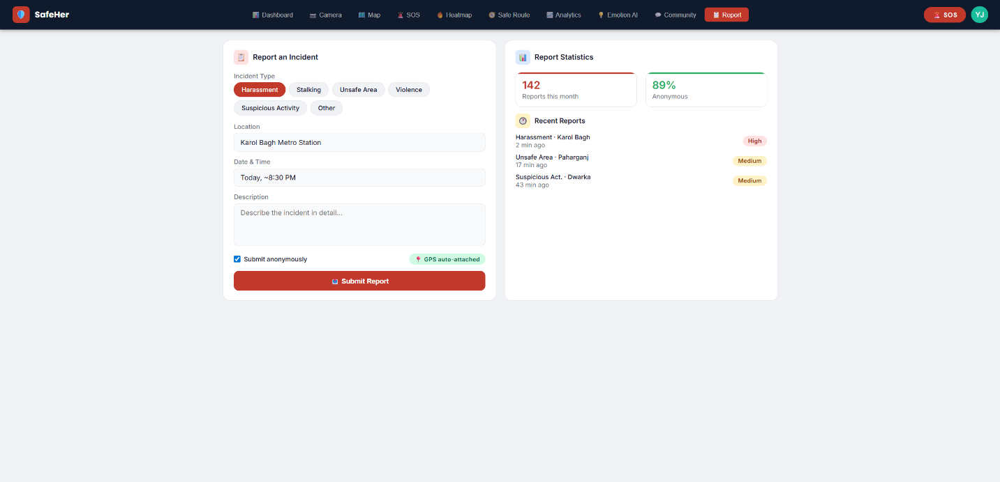 SafeHer
Dashboard
Camera
Map
SOS
Heatmap
Safe Route
Analytics
Emotion AI
Community
Report
SOS
YJ
Report an Incident
Incident Type
Harassment
Stalking
Unsafe Area
Violence
Suspicious Activity
Other
Location
Karol Bagh Metro Station
Date & Time
Today, ~8:30 PM
Description
Describe the incident in detail...
Submit anonymously
GPS auto-attached
Submit Report
Report Statistics
142
Reports this month
89%
Anonymous
Recent Reports
Harassment · Karol Bagh
2 min ago
High
Unsafe Area · Paharganj
17 min ago
Medium
Suspicious Act. · Dwarka
43 min ago
Medium